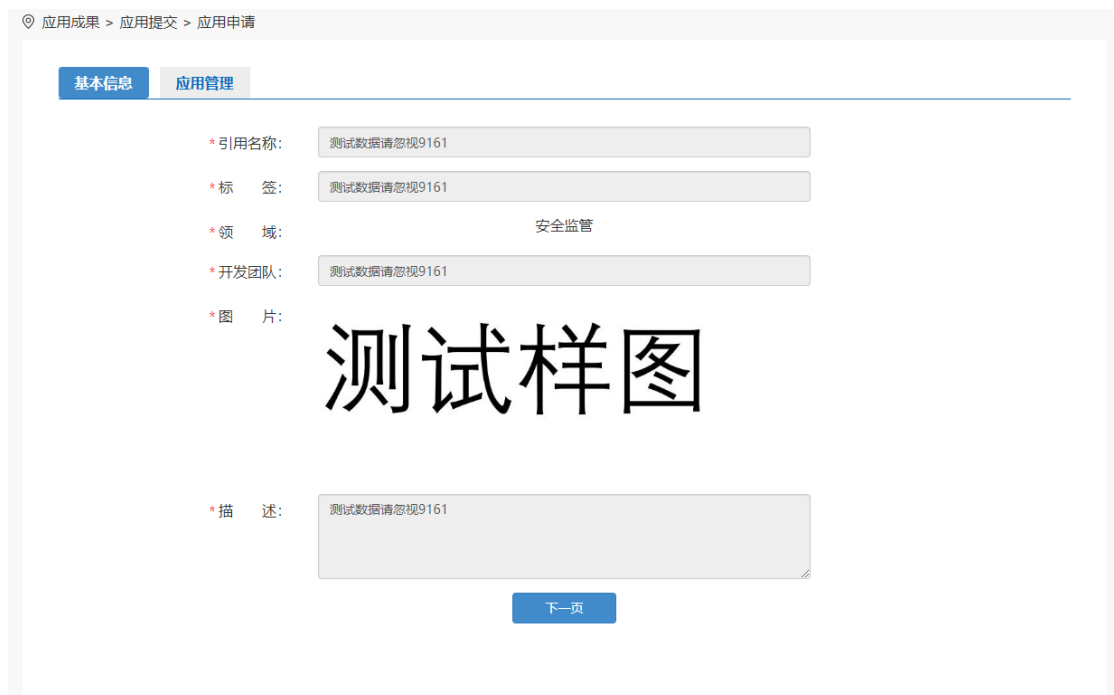 应用成果 > 应用提交 > 应用申请
基本信息 应用管理
*引用名称: 测试数据请忽视9161
*标 签: 测试数据请忽视9161
*领 域: 安全监管
*开发团队: 测试数据请忽视9161
*图 片:
测试样图
*描 述: 测试数据请忽视9161
下一页